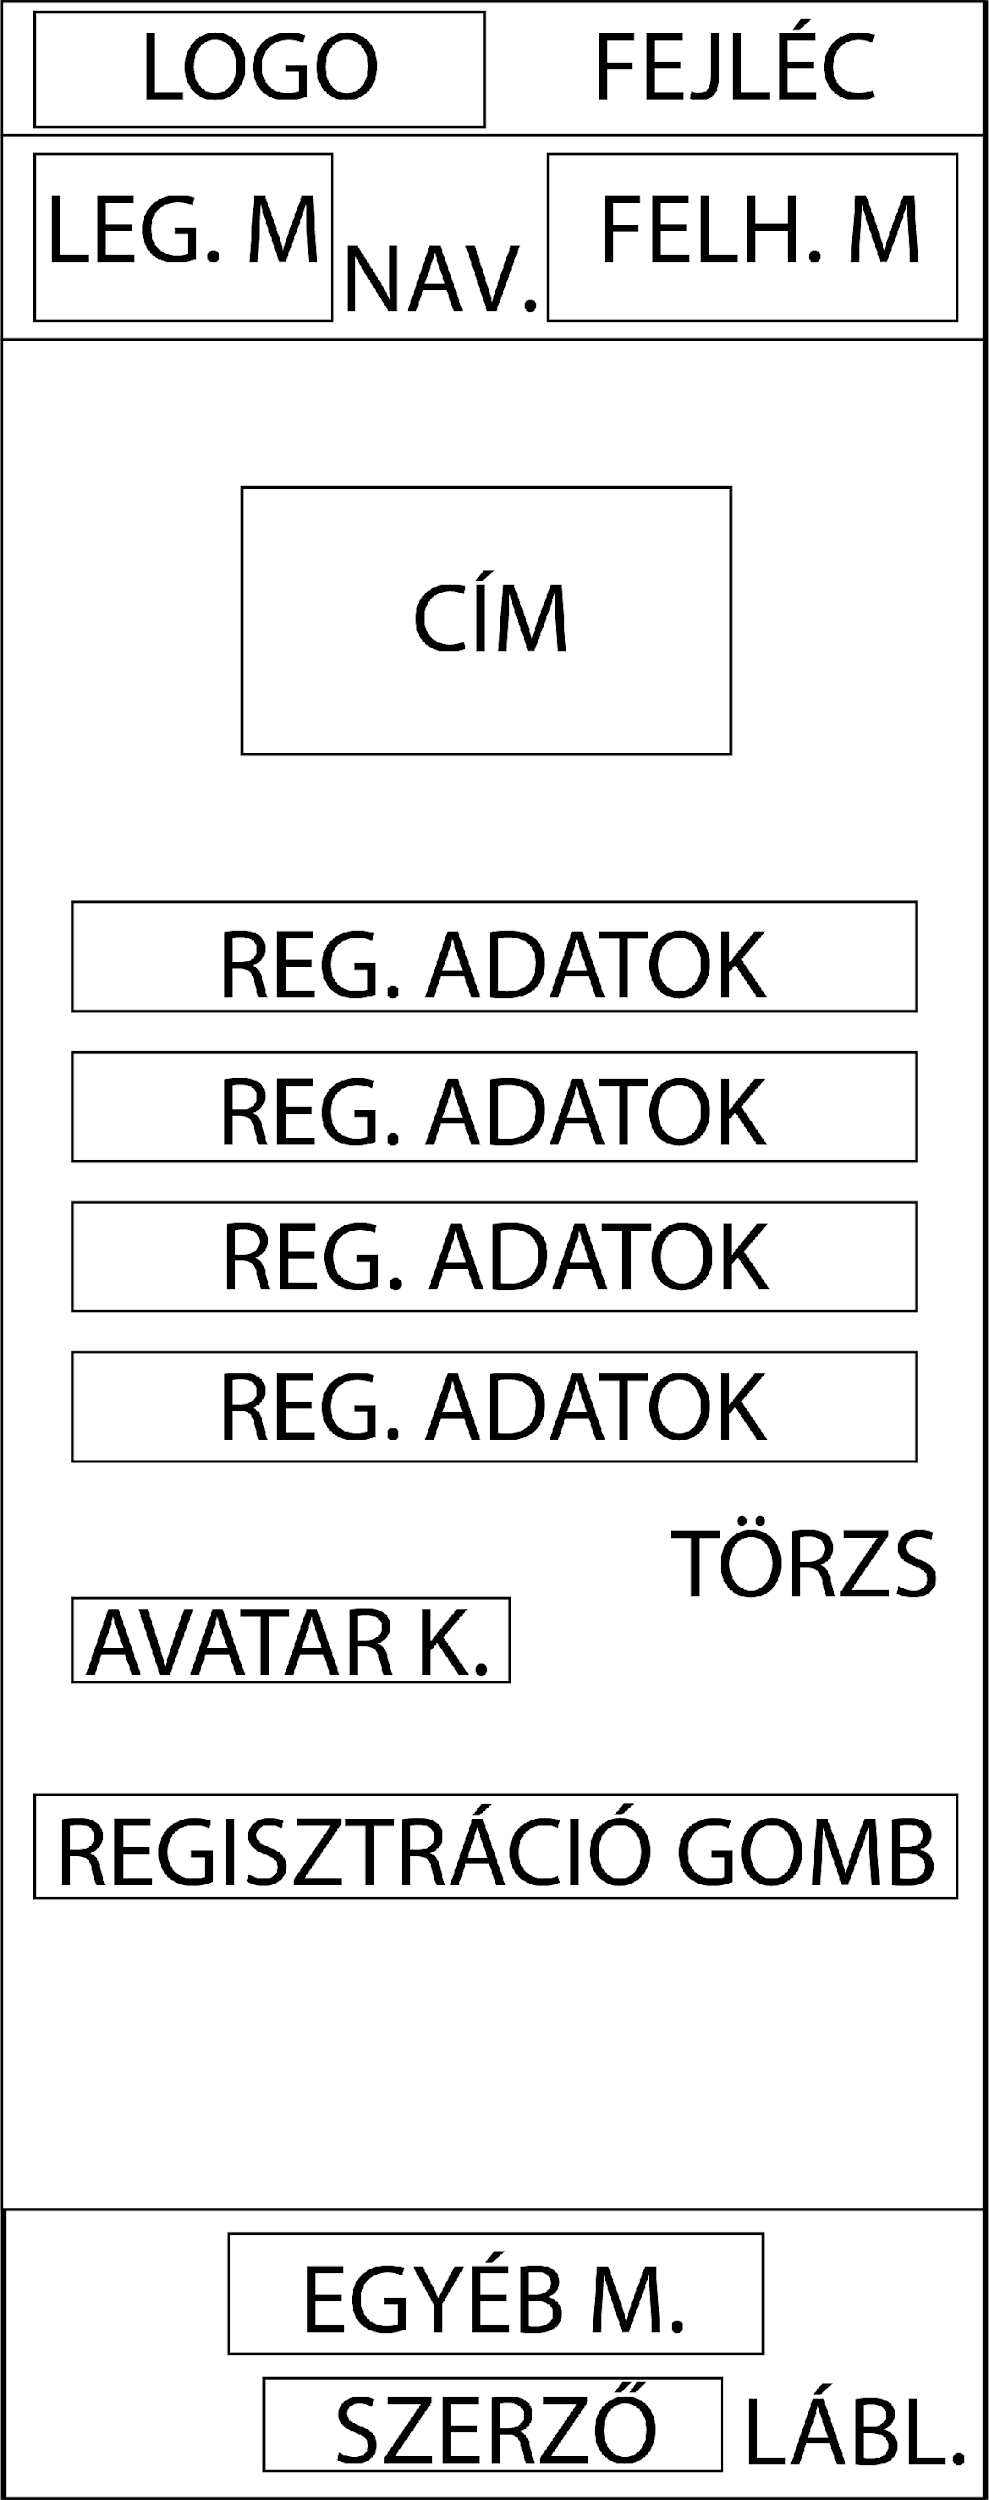 LOGO FEJLÉC
LEG. M NAV. FELH. M
CÍM
REG. ADATOK
REG. ADATOK
REG. ADATOK
REG. ADATOK
TÖRZS
AVATAR K.
REGISZTRÁCIÓ GOMB
EGYÉB M.
SZERZŐ LÁBL.